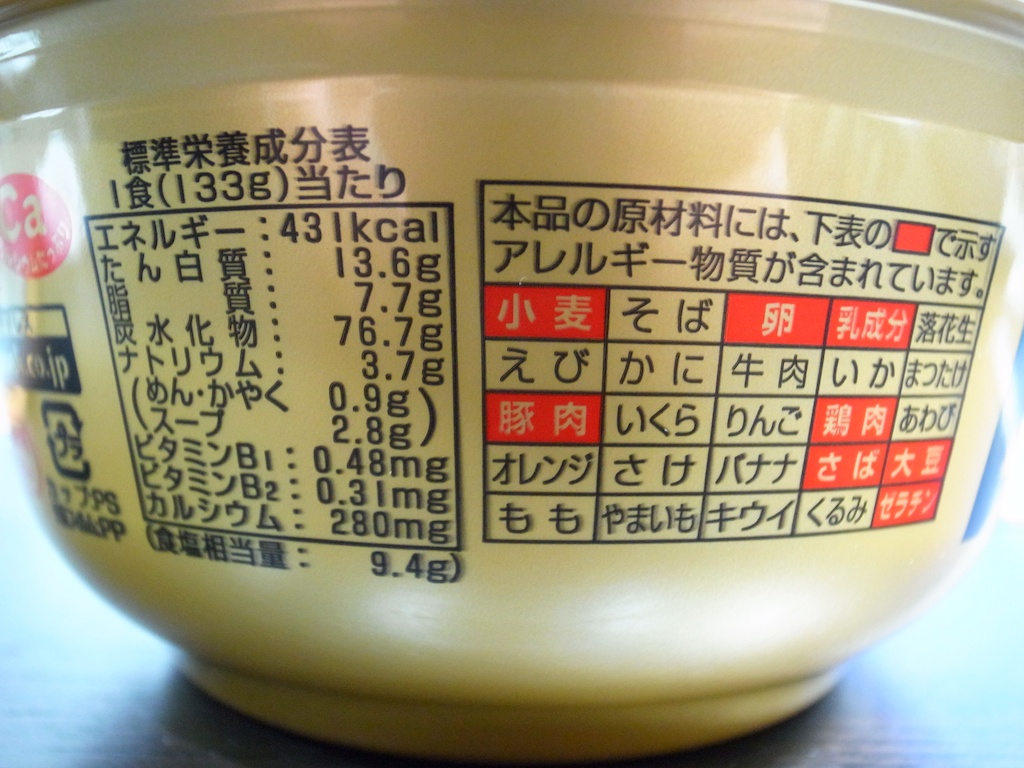 標準栄養成分表
1食(133g)当たり
エネルギー:431kcal
たん白質:13.6g
脂質:7.7g
炭水化物:76.7g
ナトリウム:3.7g
(めん・かやく 0.9g
スープ 2.8g)
ビタミンB1:0.48mg
ビタミンB2:0.31mg
カルシウム:280mg
(食塩相当量: 9.4g)
本品の原材料には、下表の■で示す
アレルギー物質が含まれています。
小麦 そば 卵 乳成分 落花生
えび かに 牛肉 いか まつたけ
豚肉 いくら りんご 鶏肉 あわび
オレンジ さけ バナナ さば 大豆
もも やまいも キウイ くるみ ゼラチン
Ca
co.jp
プラ
カップPS
PP